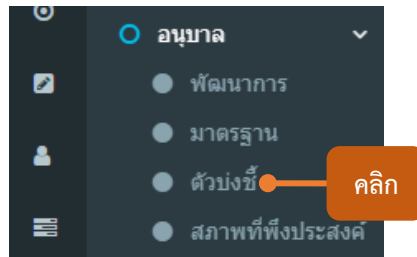 อนุบาล
พัฒนาการ
มาตรฐาน
ตัวบ่งชี้
คลิก
สภาพที่พึงประสงค์